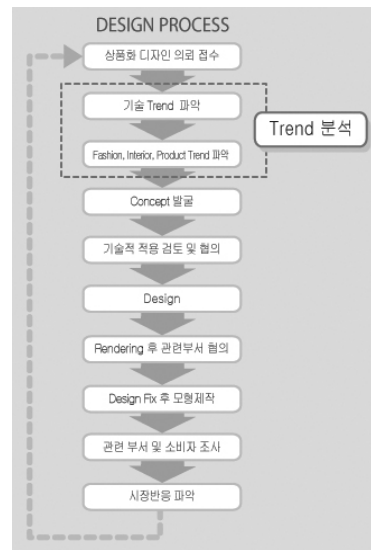 DESIGN PROCESS
상품화 디자인 의뢰 접수
기술 Trend 파악
Trend 분석
Fashion, Interior, Product Trend 파악
Concept 발굴
기술적 적용 검토 및 협의
Design
Rendering 후 관련부서 협의
Design Fix 후 모형제작
관련 부서 및 소비자 조사
시장반응 파악